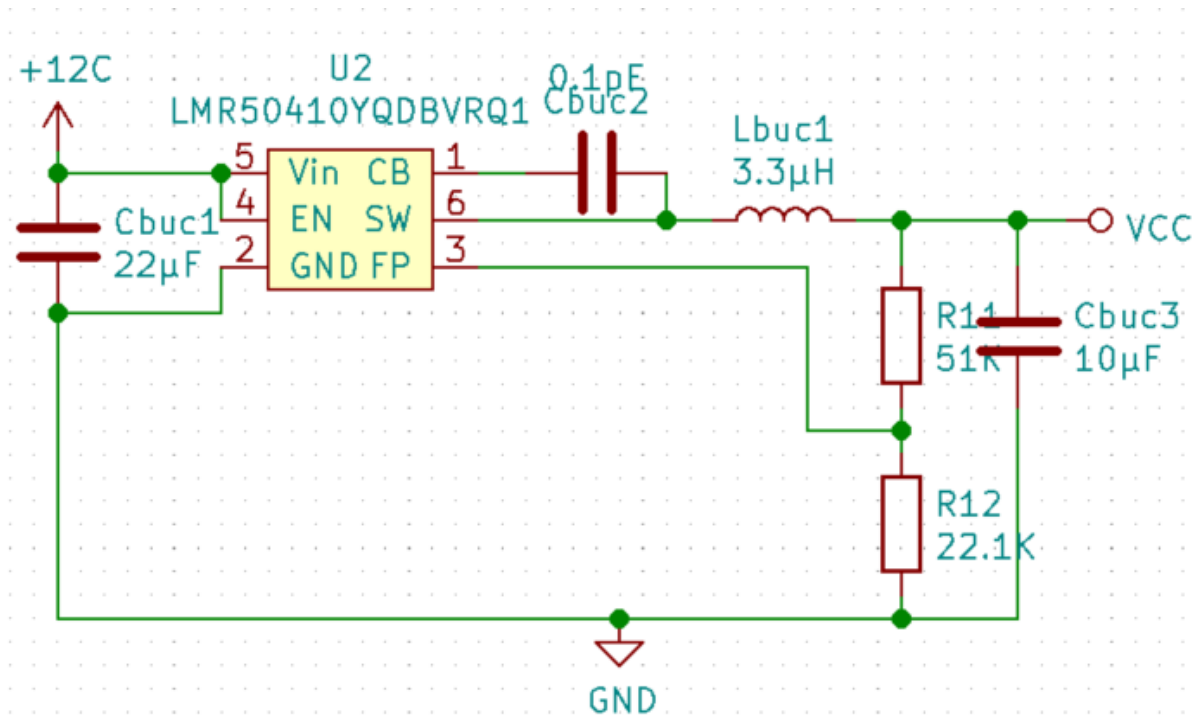 +12C
U2
LMR50410YQDBVRQ1
5 Vin CB 1
4 EN SW 6
2 GND FP 3
Cbuc1
22µF
0.1pF
Cbuc2
Lbuc1
3.3µH
VCC
R11
51K
Cbuc3
10µF
R12
22.1K
GND